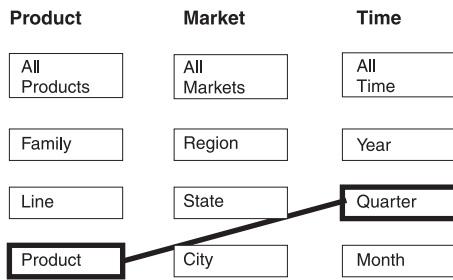 Product Market Time
All
Products
All
Markets
All
Time
Family Region Year
Line State Quarter
Product City Month